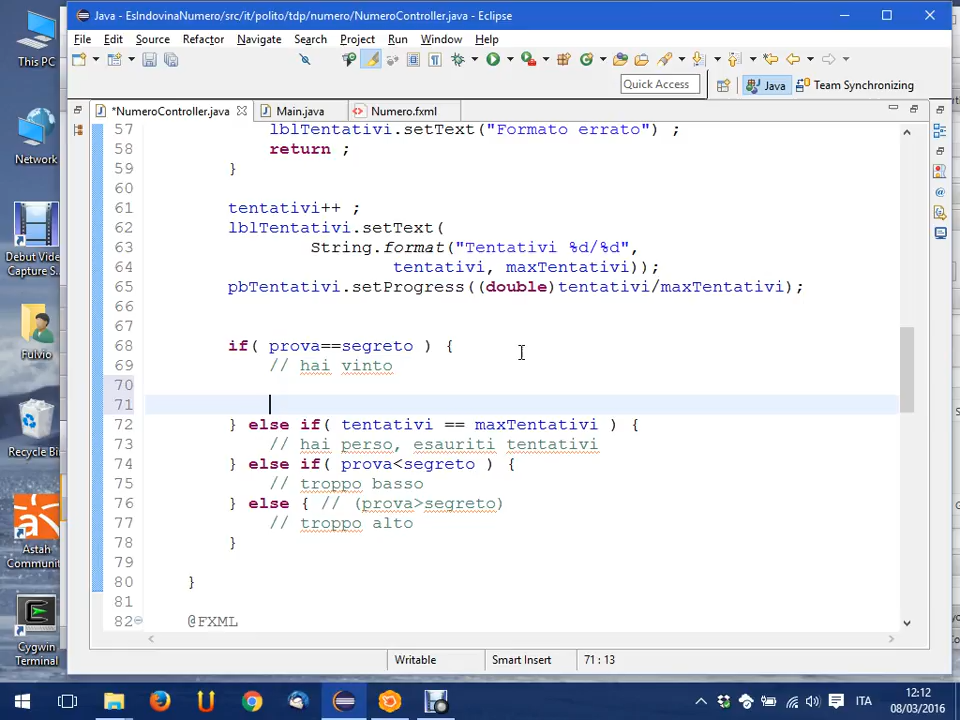 This PC
Network
Debut Video
Capture S...
Fulvio
Recycle Bi
Astah
Communi
Cygwin
Terminal
Java - EsIndovinaNumero/src/it/polito/tdp/numero/NumeroController.java - Eclipse
File Edit Source Refactor Navigate Search Project Run Window Help
Quick Access
Java
Team Synchronizing
*NumeroController.java
Main.java
Numero.fxml
57 lblTentativi.setText("Formato errato") ;
58 return ;
59 }
60
61 tentativi++ ;
62 lblTentativi.setText(
63 String.format("Tentativi %d/%d",
64 tentativi, maxTentativi));
65 pbTentativi.setProgress((double)tentativi/maxTentativi);
66
67
68 if( prova==segreto ) {
69 // hai vinto
70
71
72 } else if( tentativi == maxTentativi ) {
73 // hai perso, esauriti tentativi
74 } else if( prova<segreto ) {
75 // troppo basso
76 } else { // (prova>segreto)
77 // troppo alto
78 }
79
80 }
81
82 @FXML
Writable
Smart Insert
71 : 13
ITA
12:12
08/03/2016